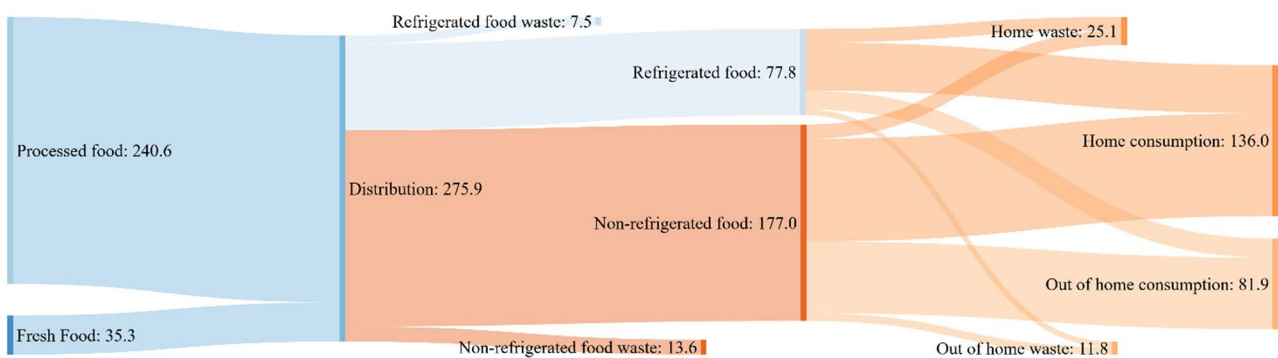 Refrigerated food waste: 7.5
Home waste: 25.1
Refrigerated food: 77.8
Home consumption: 136.0
Processed food: 240.6
Distribution: 275.9
Non-refrigerated food: 177.0
Out of home consumption: 81.9
Fresh Food: 35.3
Non-refrigerated food waste: 13.6
Out of home waste: 11.8